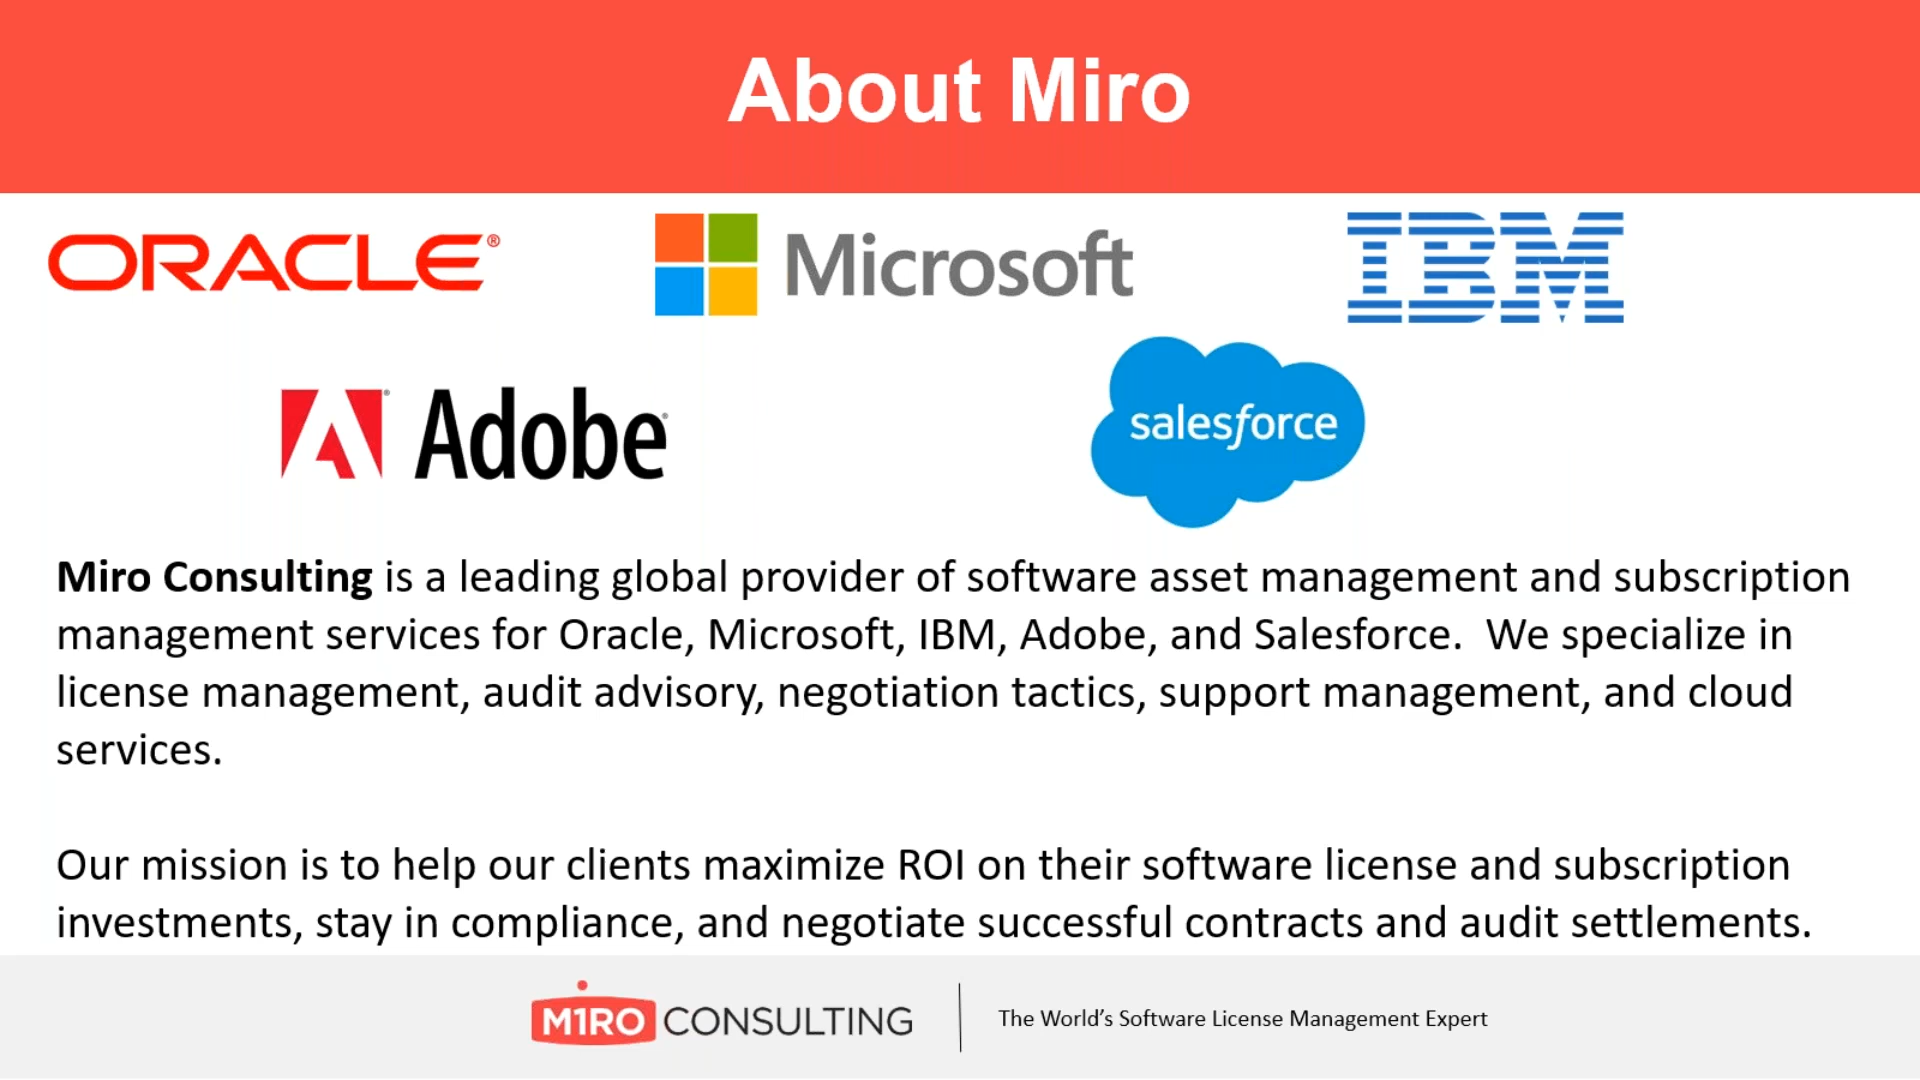 About Miro
ORACLE®
Microsoft
IBM
Adobe
salesforce
Miro Consulting is a leading global provider of software asset management and subscription
management services for Oracle, Microsoft, IBM, Adobe, and Salesforce.  We specialize in
license management, audit advisory, negotiation tactics, support management, and cloud
services.
Our mission is to help our clients maximize ROI on their software license and subscription
investments, stay in compliance, and negotiate successful contracts and audit settlements.
M1RO CONSULTING
The World’s Software License Management Expert